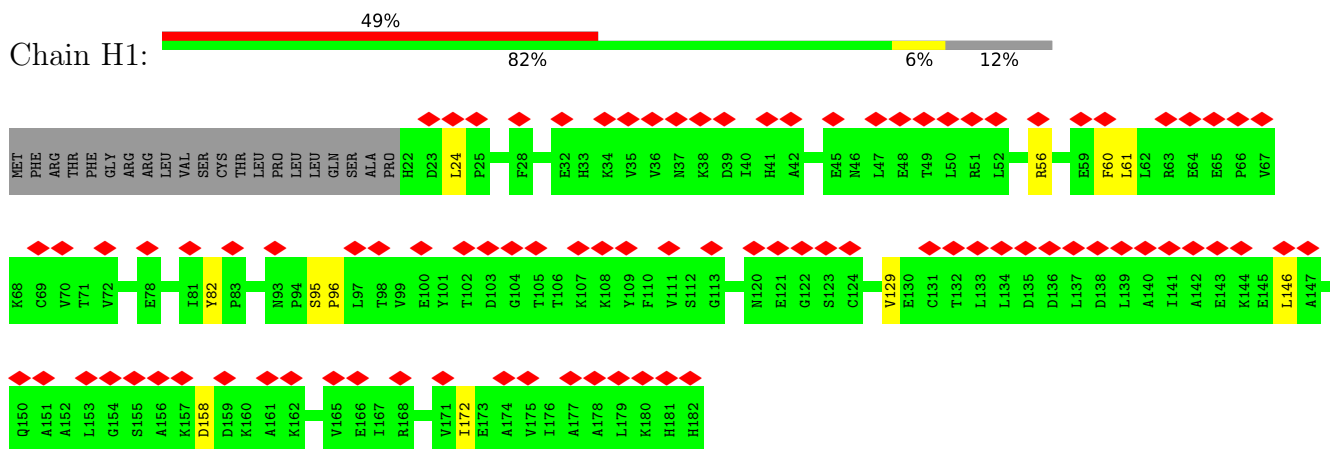 49%
Chain H1:
82% 6% 12%
MET PHE ARG THR PHE GLY ARG ARG LEU VAL SER CYS THR LEU PRO LEU LEU GLN SER ALA PRO H22 D23 L24 P25 F28 E32 H33 K34 V35 V36 N37 K38 D39 I40 H41 A42 E45 N46 L47 E48 T49 L50 R51 L52 R56 E59 F60 L61 L62 R63 E64 E65 P66 V67
K68 C69 V70 T71 V72 E78 I81 Y82 P83 N93 P94 S95 P96 L97 T98 V99 E100 Y101 T102 D103 G104 T105 T106 K107 K108 Y109 F110 V111 S112 G113 N120 E121 G122 S123 C124 V129 E130 C131 T132 L133 L134 D135 D136 L137 D138 L139 A140 I141 A142 E143 K144 E145 L146 A147
Q150 A151 A152 L153 G154 S155 A156 K157 D158 D159 K160 A161 K162 V165 E166 I167 R168 V171 I172 E173 A174 V175 I176 A177 A178 L179 K180 H181 H182